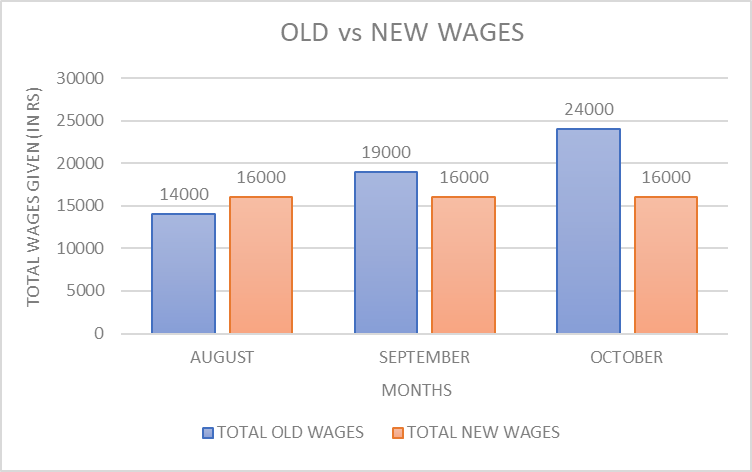 OLD vs NEW WAGES
TOTAL WAGES GIVEN (IN RS)
30000
25000
20000
15000
10000
5000
0
14000
16000
19000
16000
24000
16000
AUGUST
SEPTEMBER
OCTOBER
MONTHS
TOTAL OLD WAGES
TOTAL NEW WAGES